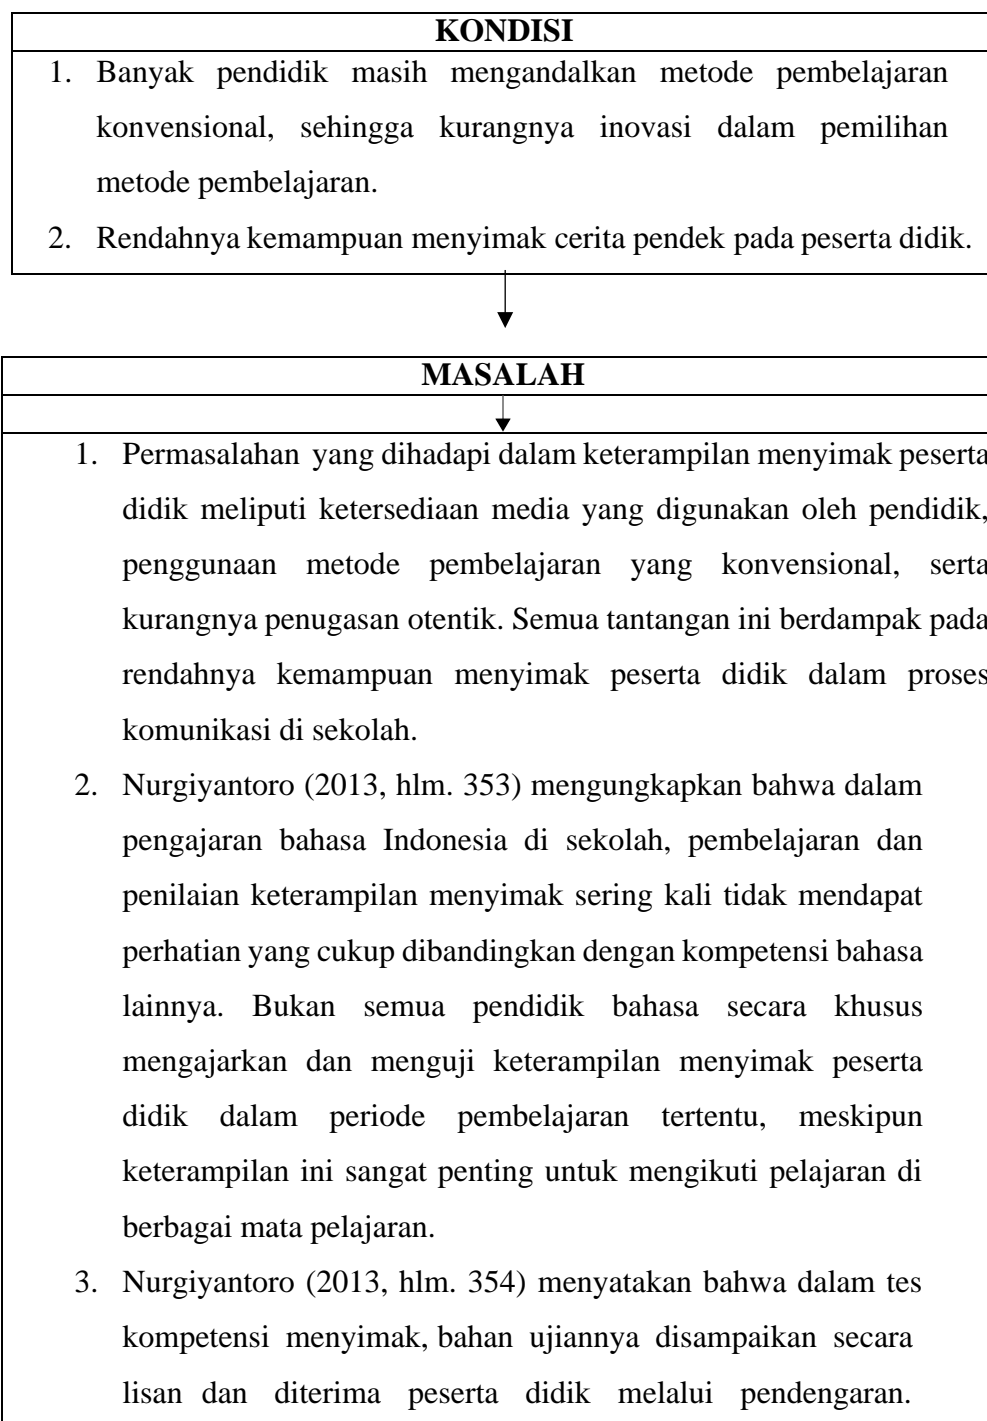 KONDISI
1. Banyak pendidik masih mengandalkan metode pembelajaran
konvensional, sehingga kurangnya inovasi dalam pemilihan
metode pembelajaran.
2. Rendahnya kemampuan menyimak cerita pendek pada peserta didik.
MASALAH
1. Permasalahan yang dihadapi dalam keterampilan menyimak peserta
didik meliputi ketersediaan media yang digunakan oleh pendidik,
penggunaan metode pembelajaran yang konvensional, serta
kurangnya penugasan otentik. Semua tantangan ini berdampak pada
rendahnya kemampuan menyimak peserta didik dalam proses
komunikasi di sekolah.
2. Nurgiyantoro (2013, hlm. 353) mengungkapkan bahwa dalam
pengajaran bahasa Indonesia di sekolah, pembelajaran dan
penilaian keterampilan menyimak sering kali tidak mendapat
perhatian yang cukup dibandingkan dengan kompetensi bahasa
lainnya. Bukan semua pendidik bahasa secara khusus
mengajarkan dan menguji keterampilan menyimak peserta
didik dalam periode pembelajaran tertentu, meskipun
keterampilan ini sangat penting untuk mengikuti pelajaran di
berbagai mata pelajaran.
3. Nurgiyantoro (2013, hlm. 354) menyatakan bahwa dalam tes
kompetensi menyimak, bahan ujiannya disampaikan secara
lisan dan diterima peserta didik melalui pendengaran.